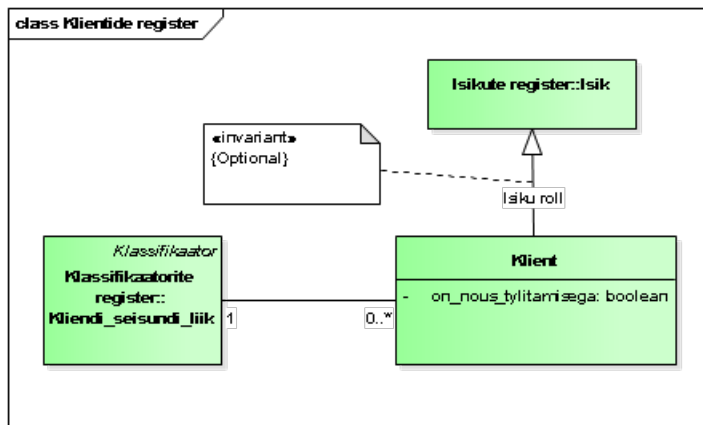 class Klientide register
Isikute register::Isik
«invariant»
{Optional}
Isiku roll
Klassifikaator
Klassifikaatorite
register::
Kliendi_seisundi_liik
1
0..*
Klient
- on_nous_tylitamisega: boolean